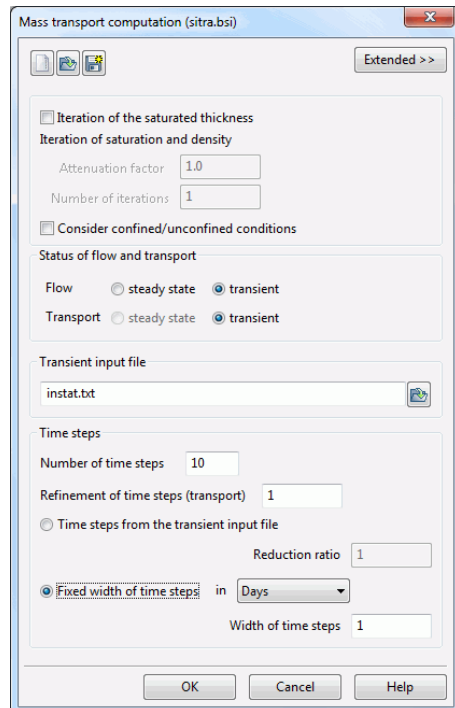 Mass transport computation (sitra.bsi)
Extended >>
Iteration of the saturated thickness
Iteration of saturation and density
Attenuation factor 1.0
Number of iterations 1
Consider confined/unconfined conditions
Status of flow and transport
Flow steady state transient
Transport steady state transient
Transient input file
instat.txt
Time steps
Number of time steps 10
Refinement of time steps (transport) 1
Time steps from the transient input file
Reduction ratio 1
Fixed width of time steps in Days
Width of time steps 1
OK Cancel Help